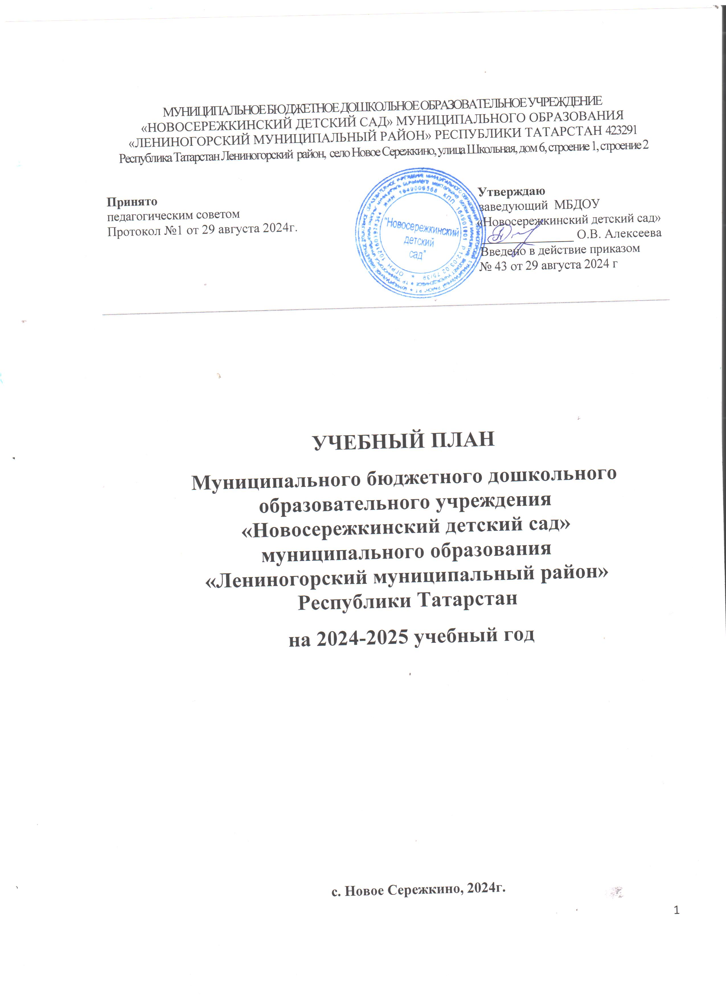 МУНИЦИПАЛЬНОЕ БЮДЖЕТНОЕ ДОШКОЛЬНОЕ ОБРАЗОВАТЕЛЬНОЕ УЧРЕЖДЕНИЕ
«НОВОСЕРЕЖКИНСКИЙ ДЕТСКИЙ САД» МУНИЦИПАЛЬНОГО ОБРАЗОВАНИЯ
«ЛЕНИНОГОРСКИЙ МУНИЦИПАЛЬНЫЙ РАЙОН» РЕСПУБЛИКИ ТАТАРСТАН 423291
Республика Татарстан Лениногорский район, село Новое Сережкино, улица Школьная, дом 6, строение 1, строение 2
Принято
педагогическим советом
Протокол №1 от 29 августа 2024г.
"Новосережкинский
детский
сад"
Утверждаю
заведующий МБДОУ
«Новосережкинский детский сад»
О.В. Алексеева
Введено в действие приказом
№ 43 от 29 августа 2024 г
УЧЕБНЫЙ ПЛАН
Муниципального бюджетного дошкольного
образовательного учреждения
«Новосережкинский детский сад»
муниципального образования
«Лениногорский муниципальный район»
Республики Татарстан
на 2024-2025 учебный год
с. Новое Сережкино, 2024г.
1